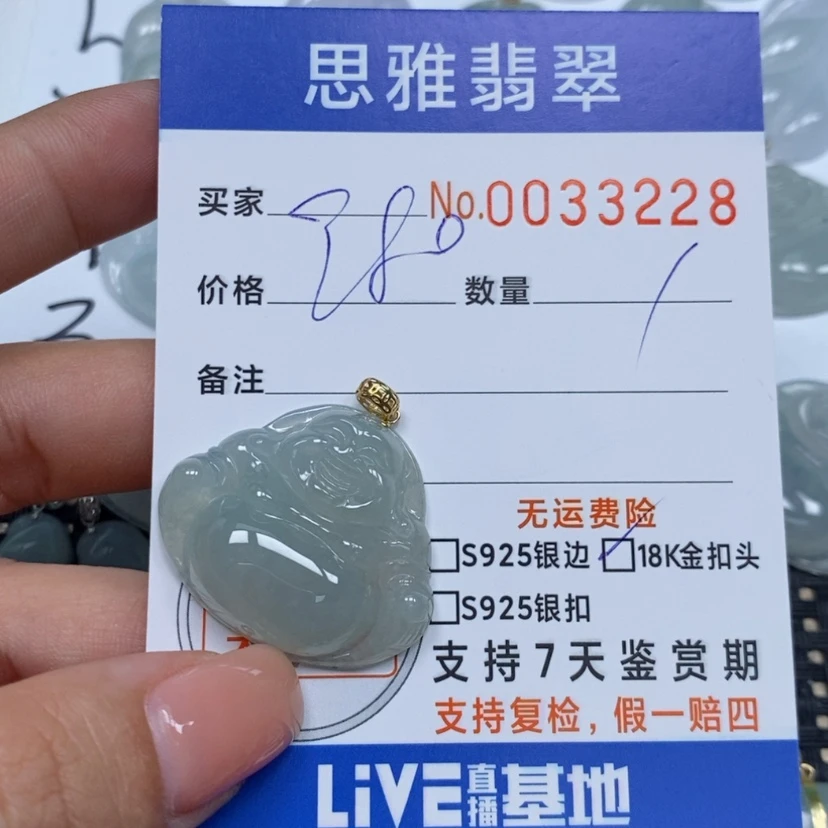 思雅翡翠
买家 No.0033228
价格 380 数量 1
备注
无运费险
S925银边 18K金扣头
S925银扣
支持7天鉴赏期
支持复检,假一赔四
LiVE直播基地